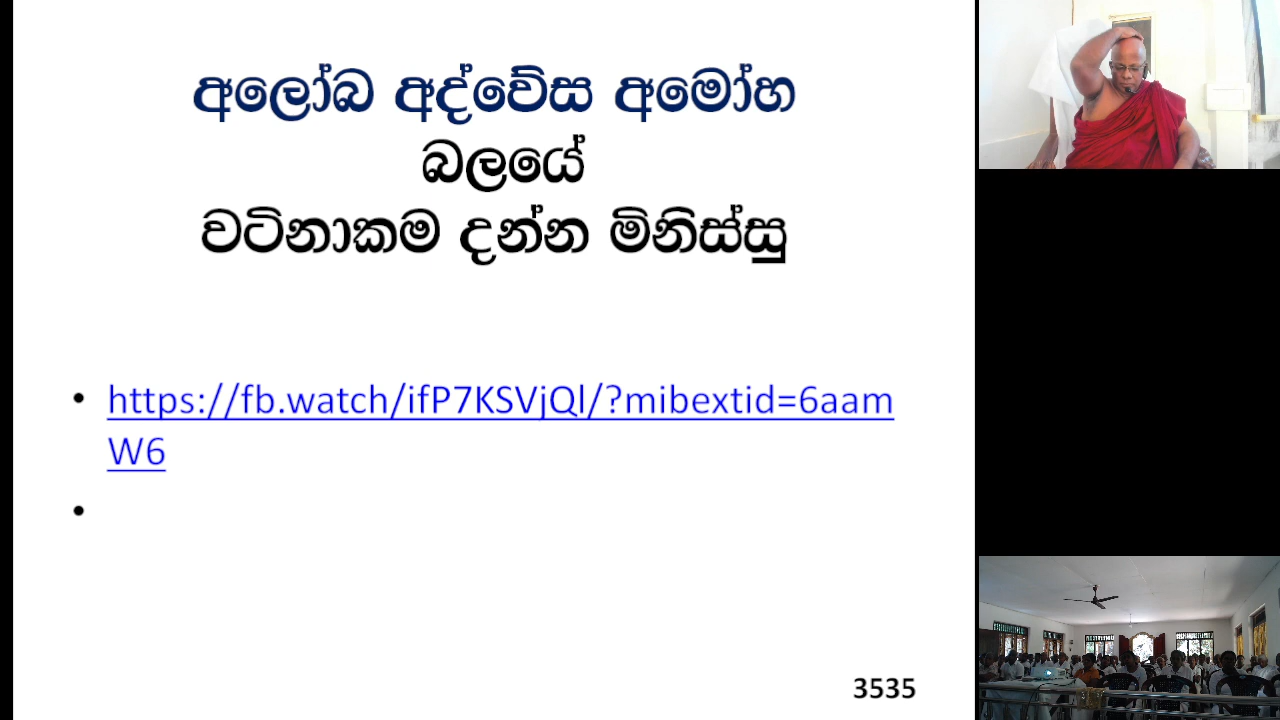 අලෝබ අද්වේස අමෝහ
බලයේ
වටිනාකම දන්න මිනිස්සු
• https://fb.watch/ifP7KSVjQl/?mibextid=6aam
W6
•
3535